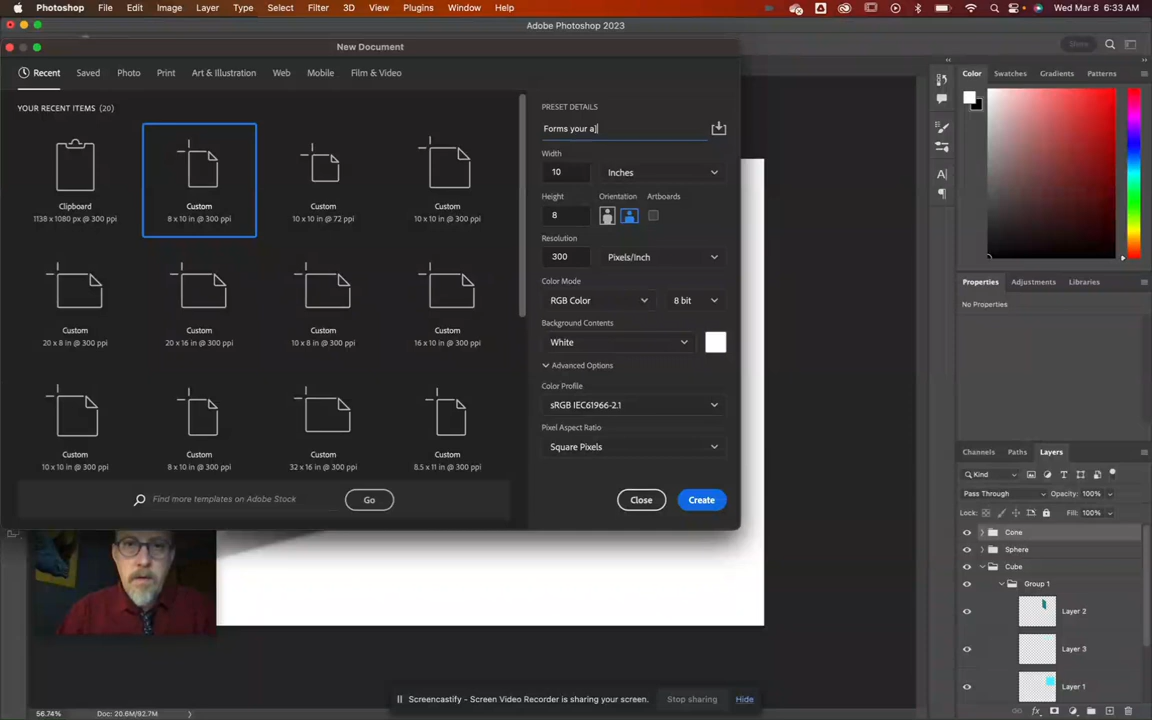 Photoshop File Edit Image Layer Type Select Filter 3D View Plugins Window Help Wed Mar 8 6:33 AM
Adobe Photoshop 2023
New Document
Recent Saved Photo Print Art & Illustration Web Mobile Film & Video
YOUR RECENT ITEMS (20)
Clipboard
1138 x 1080 px @ 300 ppi
Custom
8 x 10 in @ 300 ppi
Custom
10 x 10 in @ 72 ppi
Custom
10 x 10 in @ 300 ppi
Custom
20 x 8 in @ 300 ppi
Custom
20 x 16 in @ 300 ppi
Custom
10 x 8 in @ 300 ppi
Custom
16 x 10 in @ 300 ppi
Custom
10 x 10 in @ 300 ppi
Custom
8 x 10 in @ 300 ppi
Custom
32 x 16 in @ 300 ppi
Custom
8.5 x 11 in @ 300 ppi
Find more templates on Adobe Stock
Go
PRESET DETAILS
Forms your a
Width
10 Inches
Height Orientation Artboards
8
Resolution
300 Pixels/Inch
Color Mode
RGB Color 8 bit
Background Contents
White
Advanced Options
Color Profile
sRGB IEC61966-2.1
Pixel Aspect Ratio
Square Pixels
Close Create
Color Swatches Gradients Patterns
Properties Adjustments Libraries
No Properties
Channels Paths Layers
Kind
Pass Through Opacity: 100%
Lock: Fill: 100%
Cone
Sphere
Cube
Group 1
Layer 2
Layer 3
Layer 1
56.74% Doc: 20.6M/92.7M
Screencastify - Screen Video Recorder is sharing your screen. Stop sharing Hide